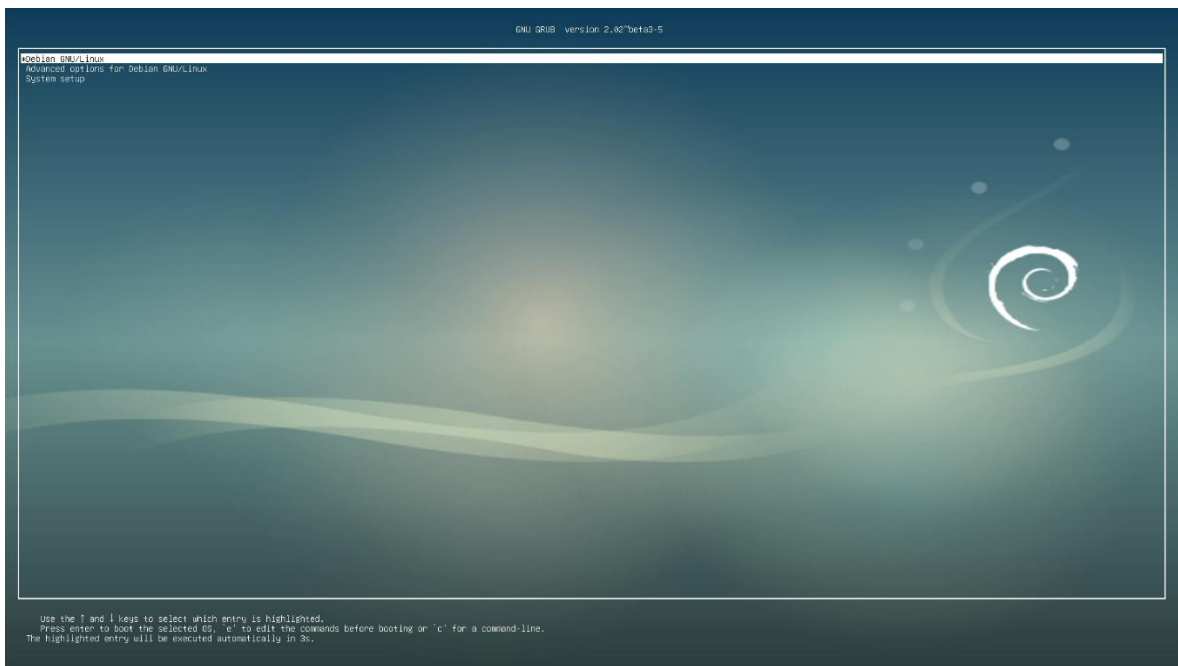 GNU GRUB  version 2.02~beta3-5
*Debian GNU/Linux
Advanced options for Debian GNU/Linux
System setup
Use the ↑ and ↓ keys to select which entry is highlighted.
Press enter to boot the selected OS, `e' to edit the commands before booting or `c' for a command-line.
The highlighted entry will be executed automatically in 3s.